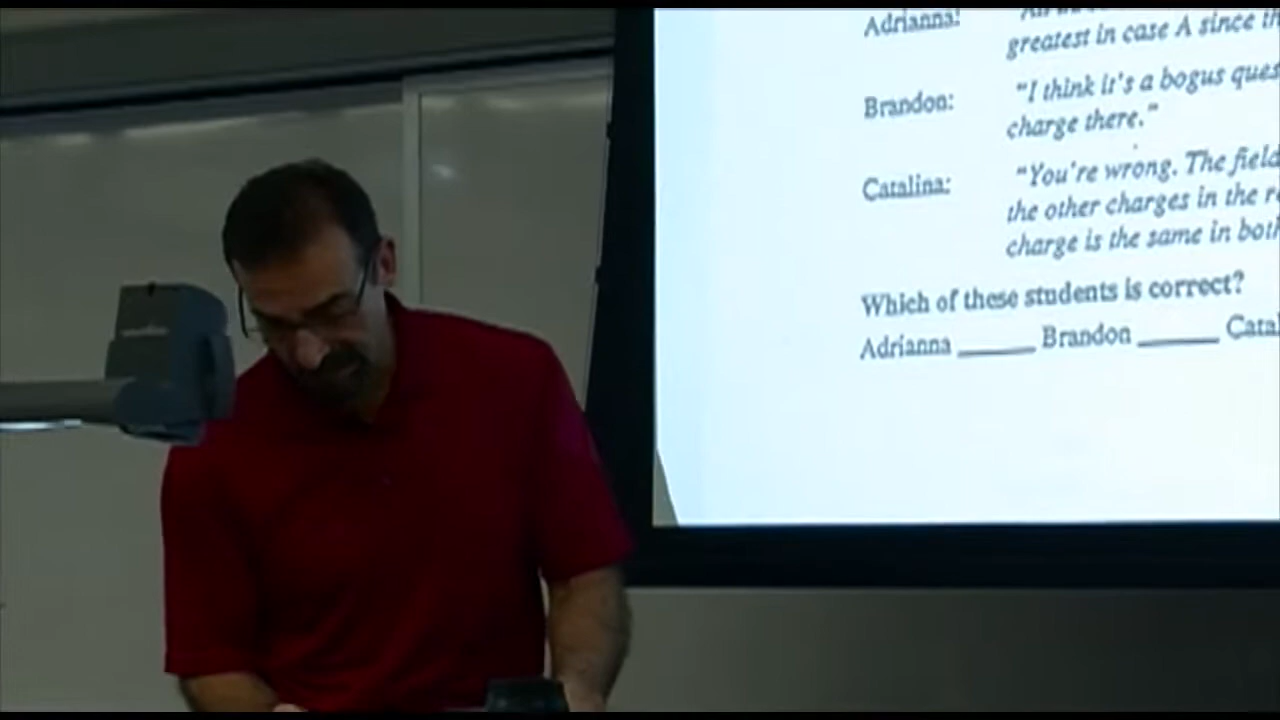 Adrianna:
greatest in case A since th
Brandon: "I think it's a bogus ques
charge there."
Catalina: "You're wrong. The field
the other charges in the r
charge is the same in both
Which of these students is correct?
Adrianna ______ Brandon ______ Catal